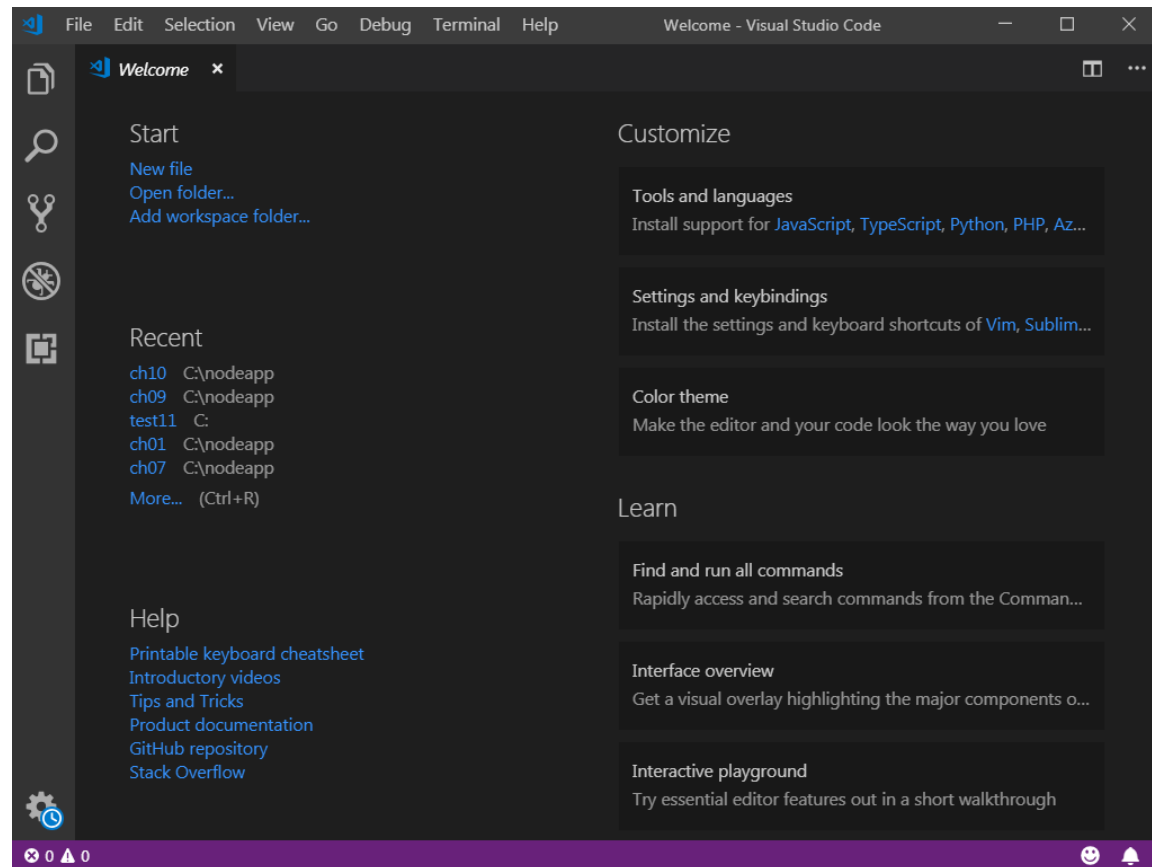 File Edit Selection View Go Debug Terminal Help Welcome - Visual Studio Code
Welcome
Start
New file
Open folder...
Add workspace folder...
Recent
ch10 C:\nodeapp
ch09 C:\nodeapp
test11 C:
ch01 C:\nodeapp
ch07 C:\nodeapp
More... (Ctrl+R)
Help
Printable keyboard cheatsheet
Introductory videos
Tips and Tricks
Product documentation
GitHub repository
Stack Overflow
Customize
Tools and languages
Install support for JavaScript, TypeScript, Python, PHP, Az...
Settings and keybindings
Install the settings and keyboard shortcuts of Vim, Sublim...
Color theme
Make the editor and your code look the way you love
Learn
Find and run all commands
Rapidly access and search commands from the Comman...
Interface overview
Get a visual overlay highlighting the major components o...
Interactive playground
Try essential editor features out in a short walkthrough
0 0